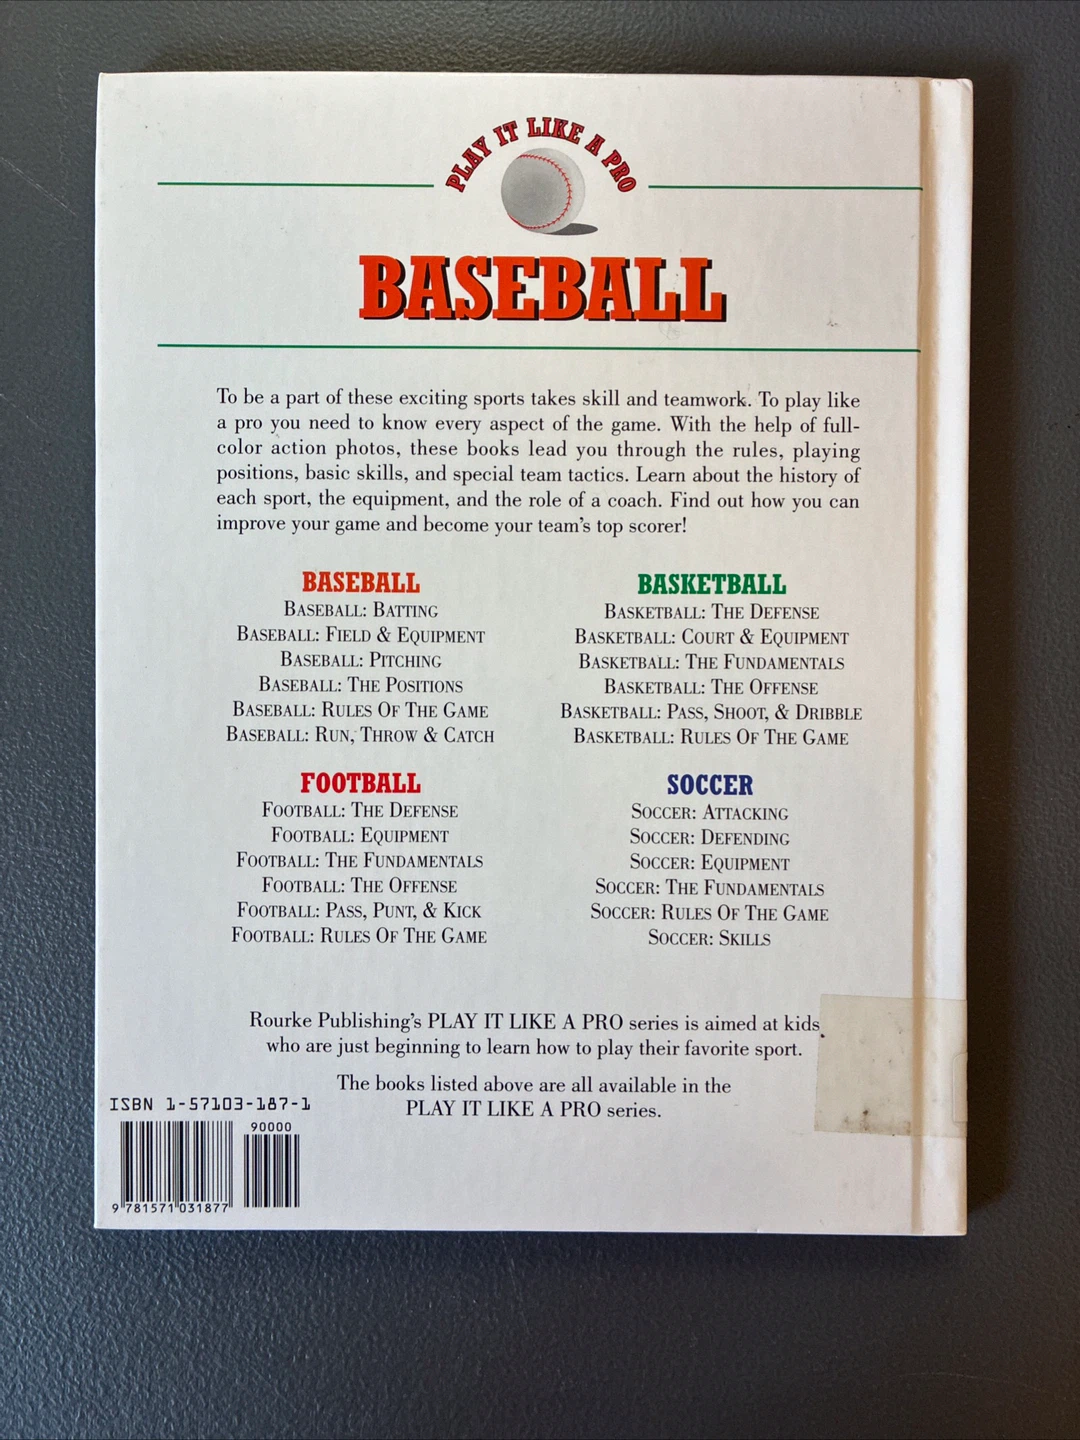 PLAY IT LIKE A PRO
BASEBALL
To be a part of these exciting sports takes skill and teamwork. To play like
a pro you need to know every aspect of the game. With the help of full-
color action photos, these books lead you through the rules, playing
positions, basic skills, and special team tactics. Learn about the history of
each sport, the equipment, and the role of a coach. Find out how you can
improve your game and become your team's top scorer!
BASEBALL
BASEBALL: BATTING
BASEBALL: FIELD & EQUIPMENT
BASEBALL: PITCHING
BASEBALL: THE POSITIONS
BASEBALL: RULES OF THE GAME
BASEBALL: RUN, THROW & CATCH
BASKETBALL
BASKETBALL: THE DEFENSE
BASKETBALL: COURT & EQUIPMENT
BASKETBALL: THE FUNDAMENTALS
BASKETBALL: THE OFFENSE
BASKETBALL: PASS, SHOOT, & DRIBBLE
BASKETBALL: RULES OF THE GAME
FOOTBALL
FOOTBALL: THE DEFENSE
FOOTBALL: EQUIPMENT
FOOTBALL: THE FUNDAMENTALS
FOOTBALL: THE OFFENSE
FOOTBALL: PASS, PUNT, & KICK
FOOTBALL: RULES OF THE GAME
SOCCER
SOCCER: ATTACKING
SOCCER: DEFENDING
SOCCER: EQUIPMENT
SOCCER: THE FUNDAMENTALS
SOCCER: RULES OF THE GAME
SOCCER: SKILLS
Rourke Publishing's PLAY IT LIKE A PRO series is aimed at kids
who are just beginning to learn how to play their favorite sport.
The books listed above are all available in the
PLAY IT LIKE A PRO series.
ISBN 1-57103-187-1
90000
9 781571 031877